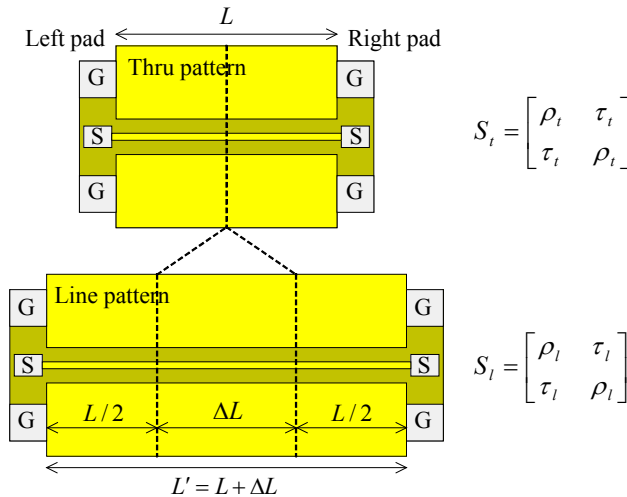 L
Left pad Right pad
G Thru pattern G
S S
G G
S_t = [ρ_t τ_t
τ_t ρ_t]
Line pattern
G G
S S
G G
L/2 ΔL L/2
L′ = L + ΔL
S_l = [ρ_l τ_l
τ_l ρ_l]